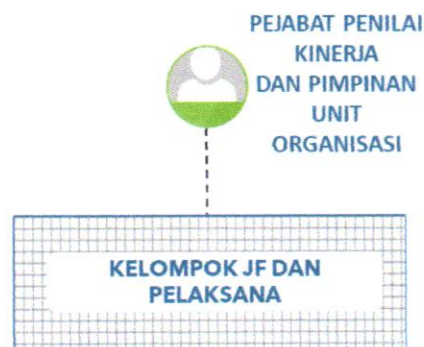 PEJABAT PENILAI
KINERJA
DAN PIMPINAN
UNIT
ORGANISASI
KELOMPOK JF DAN
PELAKSANA